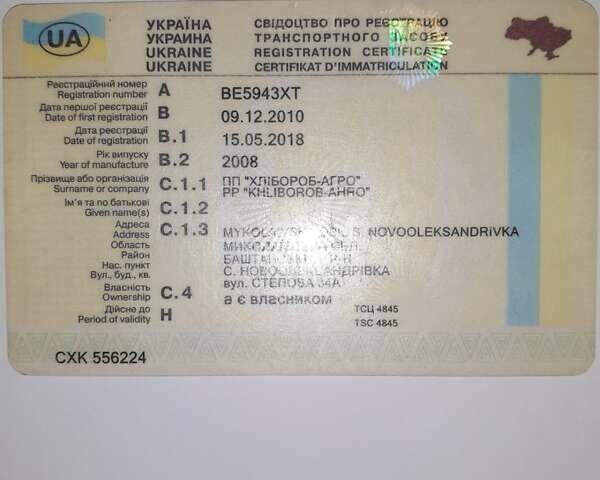 UA
УКРАЇНА СВІДОЦТВО ПРО РЕЄСТРАЦІЮ
УКРАИНА ТРАНСПОРТНОГО ЗАСОБУ
UKRAINE REGISTRATION CERTIFICATE
UKRAINE CERTIFIKAT D'IMMATRICULATION
Реєстраційний номер
Registration number A BE5943XT
Дата першої реєстрації
Date of first registration B 09.12.2010
Дата реєстрації
Date of registration B.1 15.05.2018
Рік випуску
Year of manufacture B.2 2008
Прізвище або організація ПП "ХЛІБОРОБ-АГРО"
Surname or company C.1.1 PP "KHLIBOROB-AHRO"
Ім'я та по батькові
Given name(s) C.1.2
Адреса
Address C.1.3 S. NOVOOLEKSANDRIVKA
Область
Район
Нас. пункт С.
Вул., буд., кв. вул. СТЕПОВА 34А
Власність
Ownership C.4 а є власником
Дійсне до ТСЦ 4845
Period of validity H TSC 4845
CXK 556224